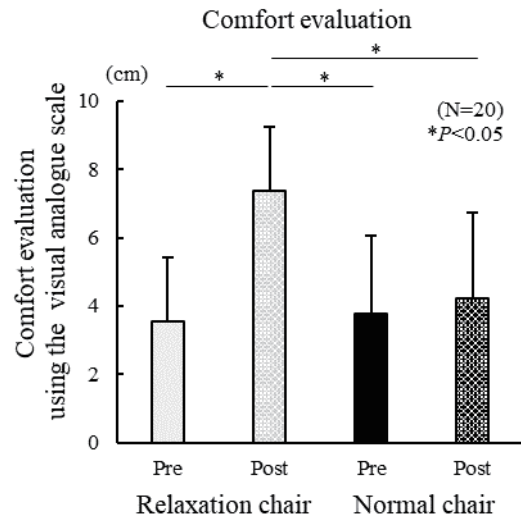 Comfort evaluation
*
(cm)
*
*
10
(N=20)
*P<0.05
8
6
4
2
0
Comfort evaluation
using the visual analogue scale
Pre
Post
Pre
Post
Relaxation chair
Normal chair